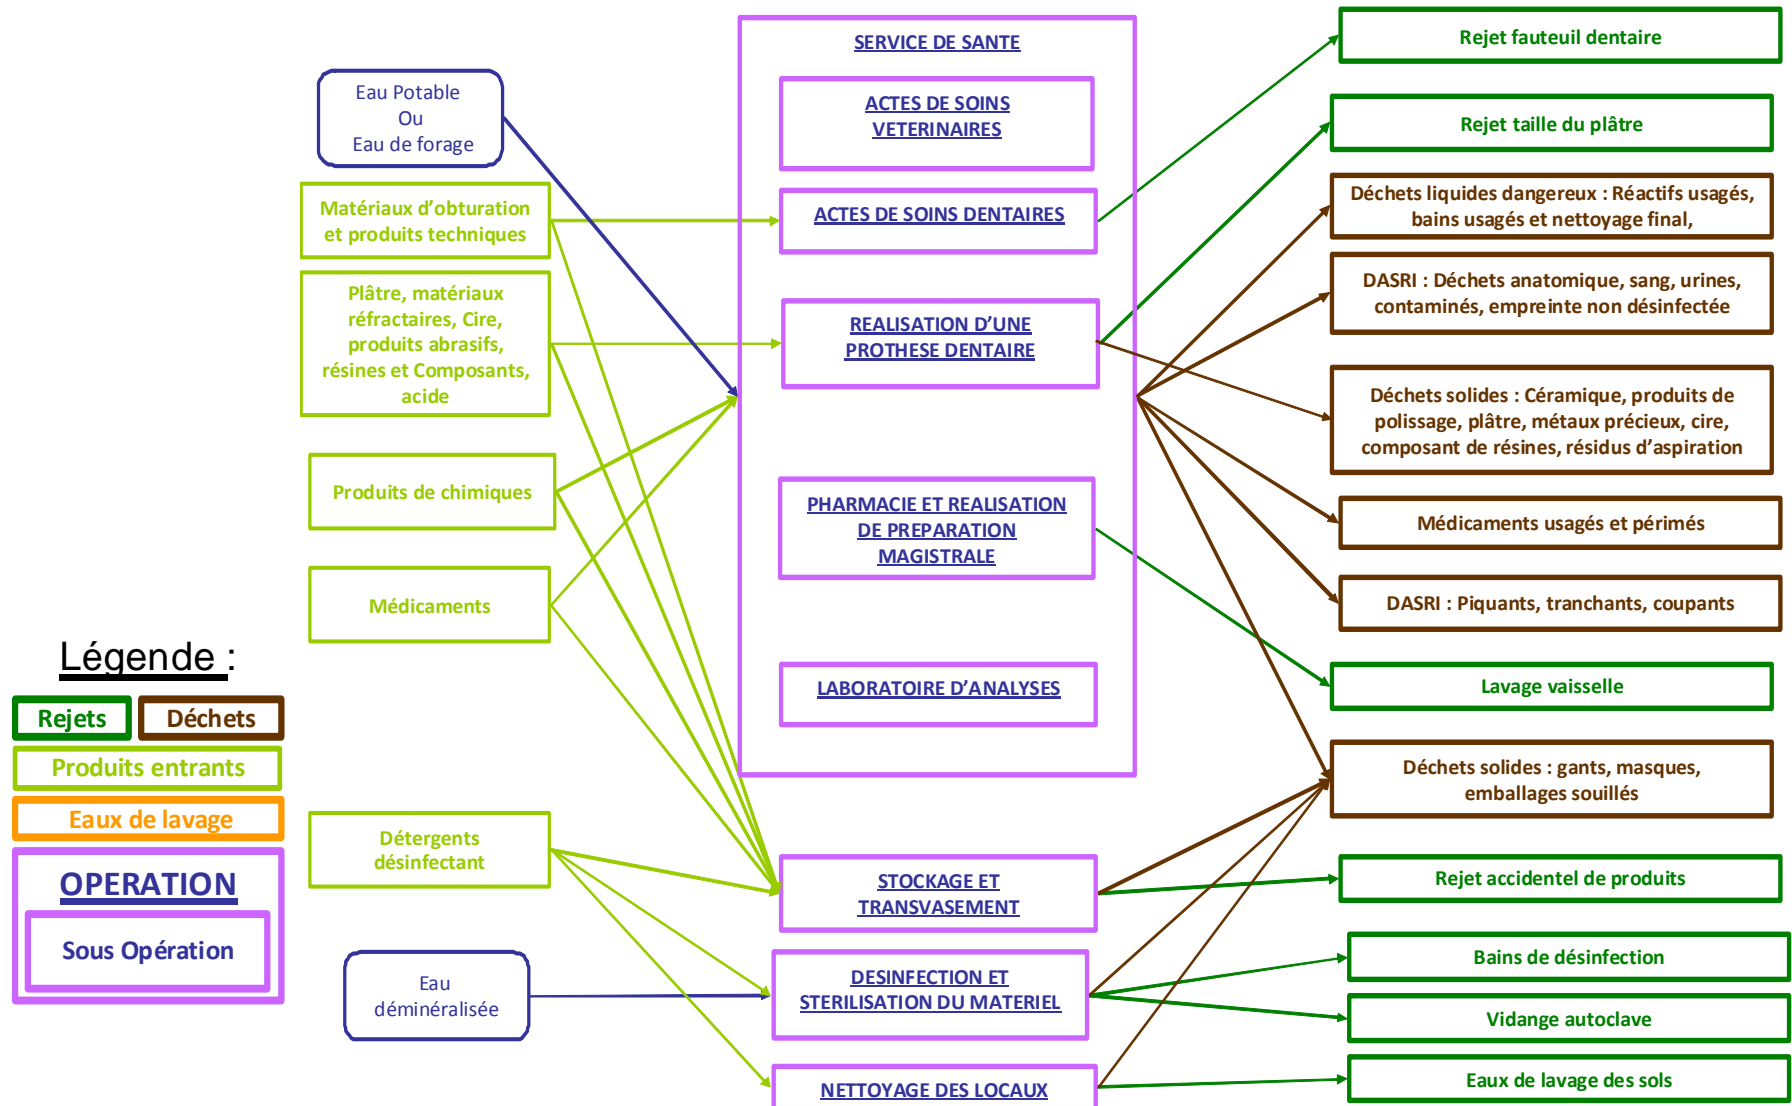 Eau Potable
Ou
Eau de forage
Matériaux d'obturation
et produits techniques
Plâtre, matériaux
réfractaires, Cire,
produits abrasifs,
résines et Composants,
acide
Produits de chimiques
Médicaments
Détergents
désinfectant
Eau
déminéralisée
Légende :
Rejets
Déchets
Produits entrants
Eaux de lavage
OPERATION
Sous Opération
SERVICE DE SANTE
ACTES DE SOINS
VETERINAIRES
ACTES DE SOINS DENTAIRES
REALISATION D'UNE
PROTHESE DENTAIRE
PHARMACIE ET REALISATION
DE PREPARATION
MAGISTRALE
LABORATOIRE D'ANALYSES
STOCKAGE ET
TRANSVASEMENT
DESINFECTION ET
STERILISATION DU MATERIEL
NETTOYAGE DES LOCAUX
Rejet fauteuil dentaire
Rejet taille du plâtre
Déchets liquides dangereux : Réactifs usagés,
bains usagés et nettoyage final,
DASRI : Déchets anatomique, sang, urines,
contaminés, empreinte non désinfectée
Déchets solides : Céramique, produits de
polissage, plâtre, métaux précieux, cire,
composant de résines, résidus d'aspiration
Médicaments usagés et périmés
DASRI : Piquants, tranchants, coupants
Lavage vaisselle
Déchets solides : gants, masques,
emballages souillés
Rejet accidentel de produits
Bains de désinfection
Vidange autoclave
Eaux de lavage des sols